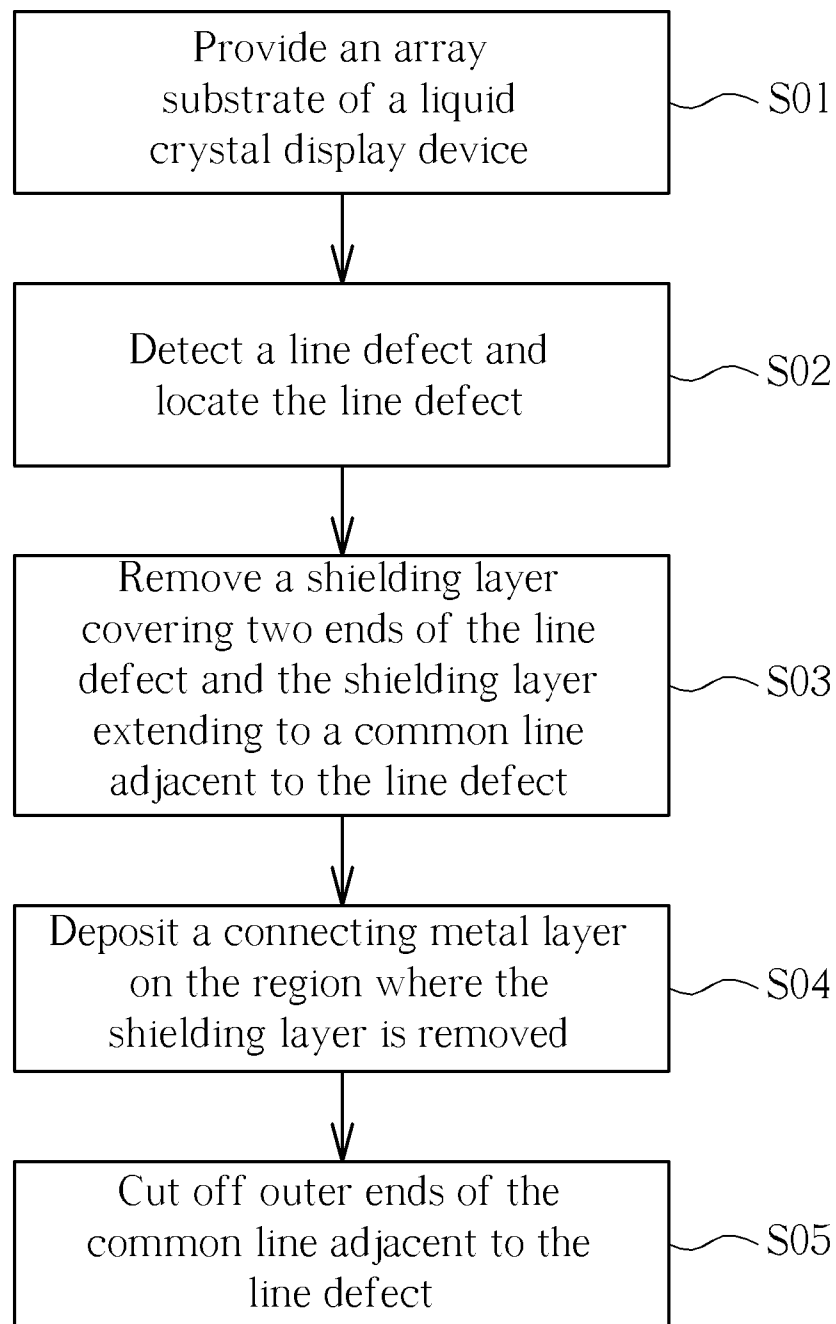 Provide an array
substrate of a liquid
crystal display device
S01
Detect a line defect and
locate the line defect
S02
Remove a shielding layer
covering two ends of the line
defect and the shielding layer
extending to a common line
adjacent to the line defect
S03
Deposit a connecting metal layer
on the region where the
shielding layer is removed
S04
Cut off outer ends of the
common line adjacent to the
line defect
S05